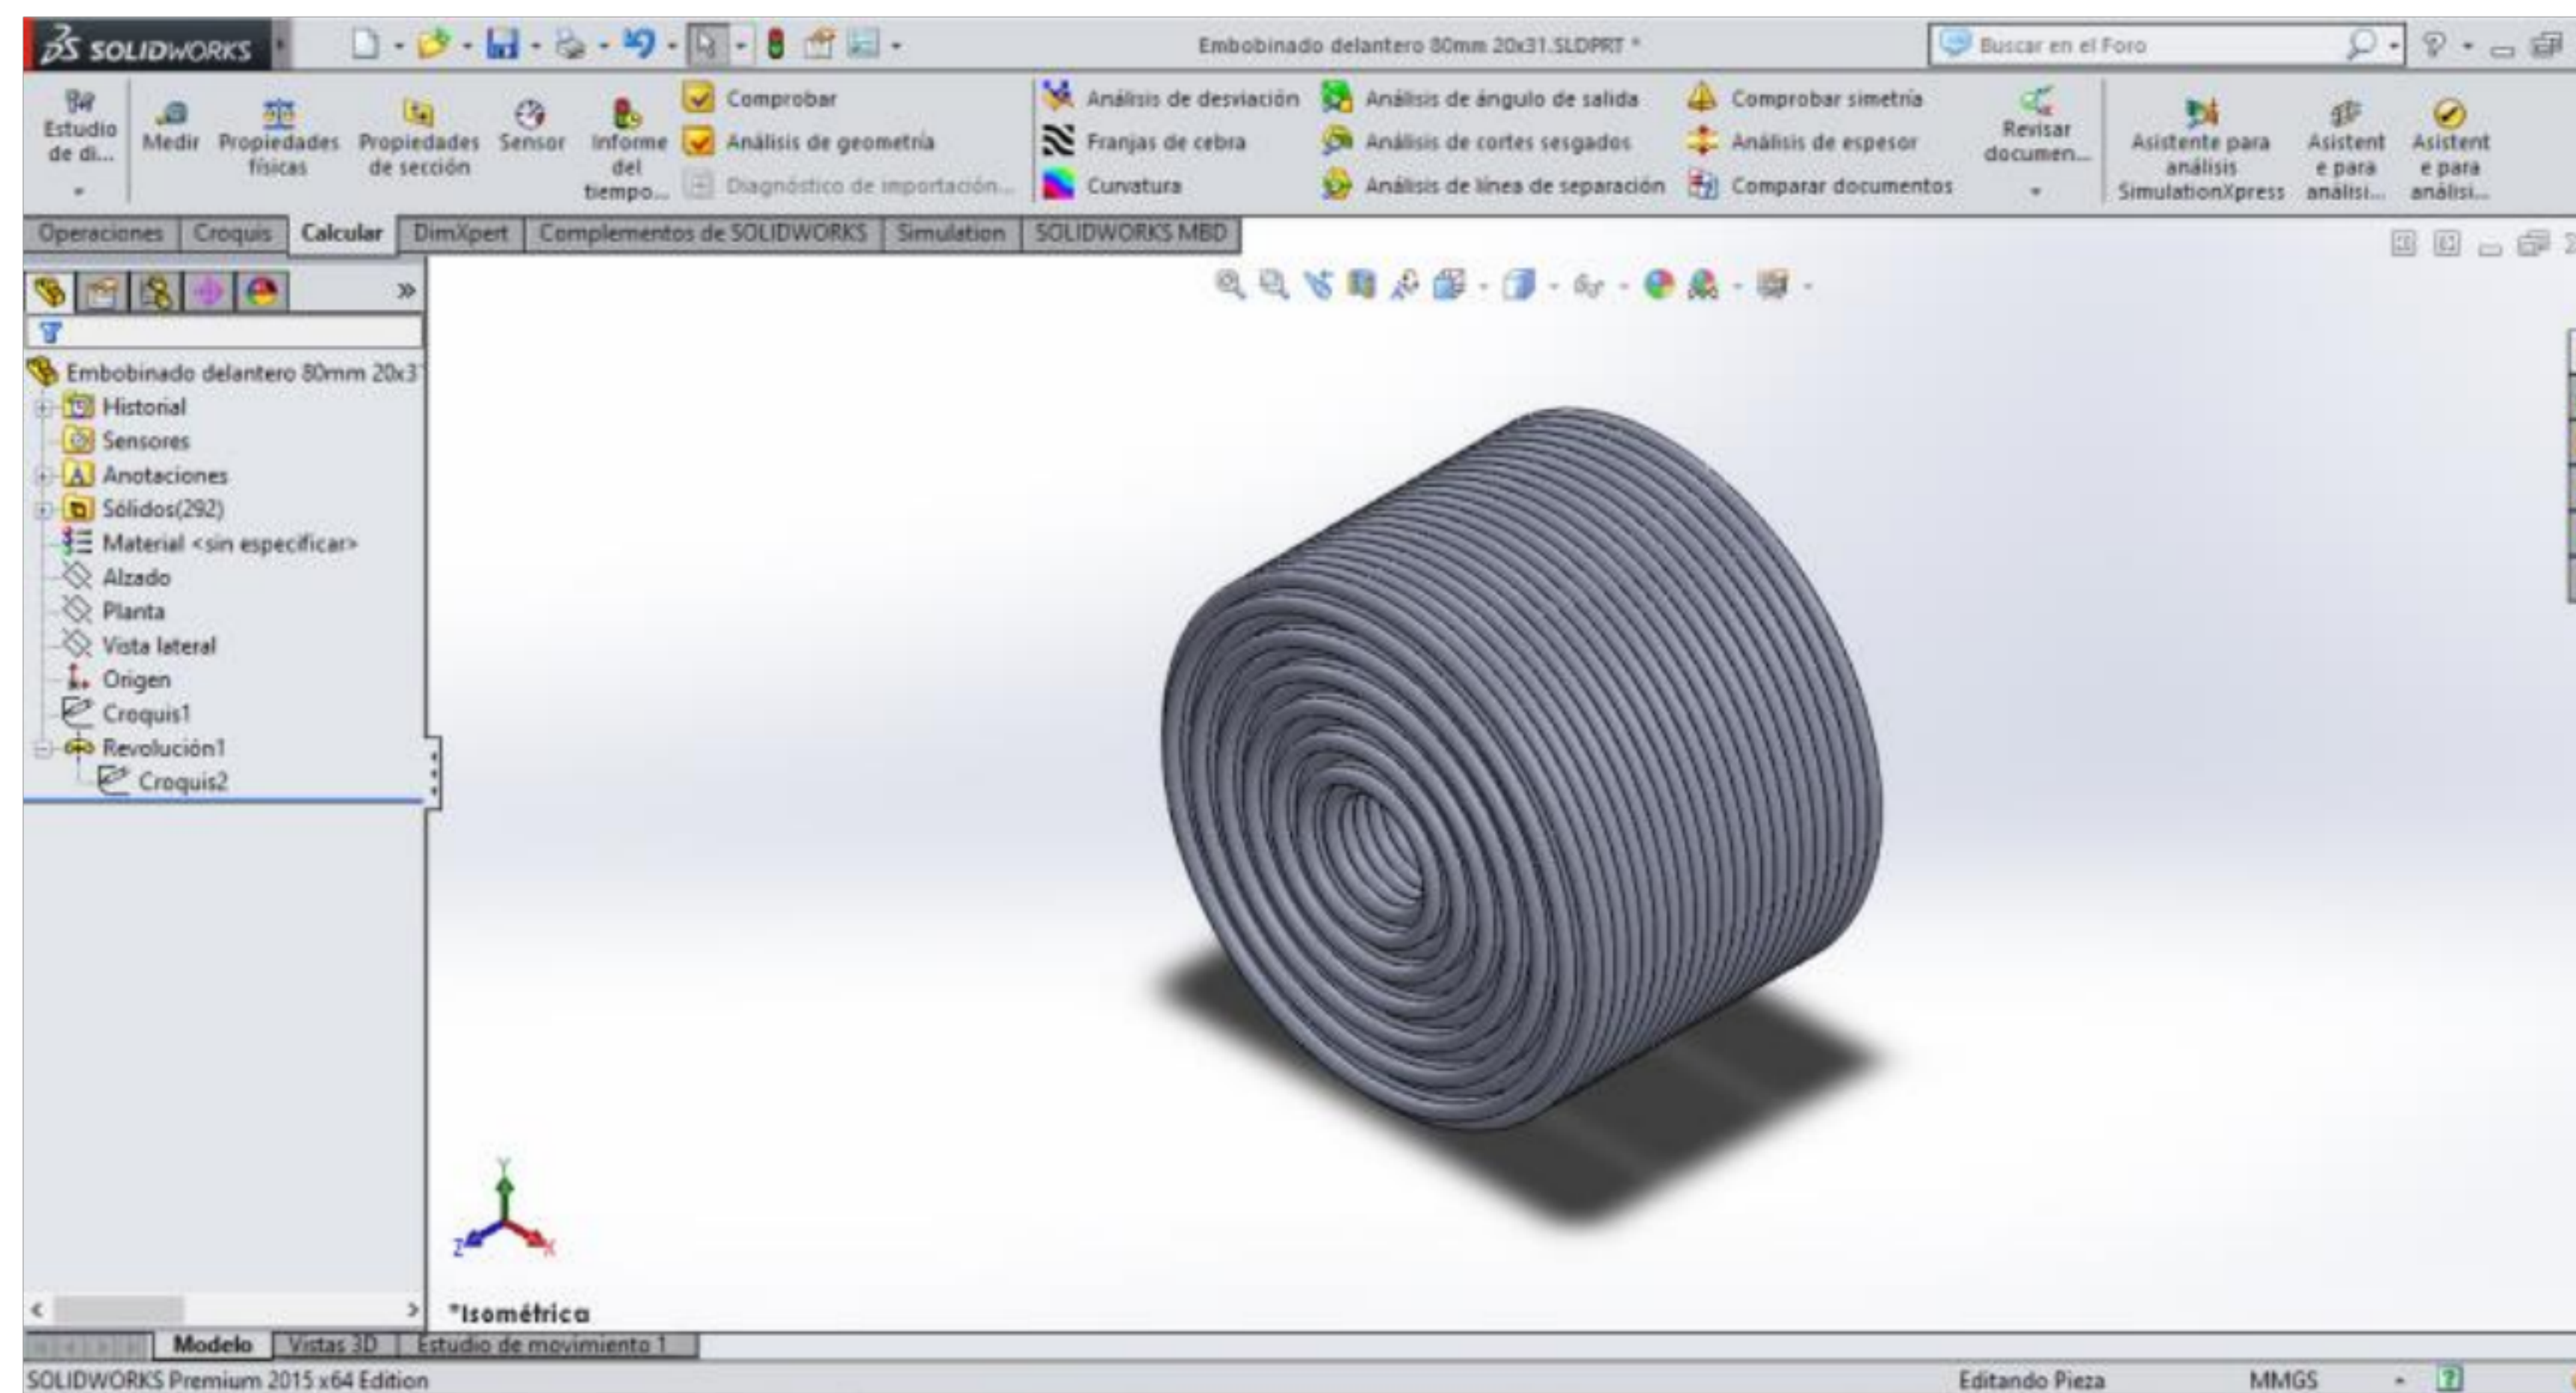 SOLIDWORKS
Embobinado delantero 80mm 20x31.SLDPRT *
Buscar en el Foro
Estudio de di...
Medir
Propiedades físicas
Propiedades de sección
Sensor
Informe del tiempo...
Comprobar
Análisis de geometría
Diagnóstico de importación...
Análisis de desviación
Franjas de cebra
Curvatura
Análisis de ángulo de salida
Análisis de cortes sesgados
Análisis de línea de separación
Comprobar simetría
Análisis de espesor
Comparar documentos
Revisar documen...
Asistente para análisis SimulationXpress
Asistent e para análisi...
Asistent e para análisi...
Operaciones
Croquis
Calcular
DimXpert
Complementos de SOLIDWORKS
Simulation
SOLIDWORKS MBD
Embobinado delantero 80mm 20x3
Historial
Sensores
Anotaciones
Sólidos(292)
Material <sin especificar>
Alzado
Planta
Vista lateral
Origen
Croquis1
Revolución1
Croquis2
Y
Z
X
*Isométrica
Modelo
Vistas 3D
Estudio de movimiento 1
SOLIDWORKS Premium 2015 x64 Edition
Editando Pieza
MMGS